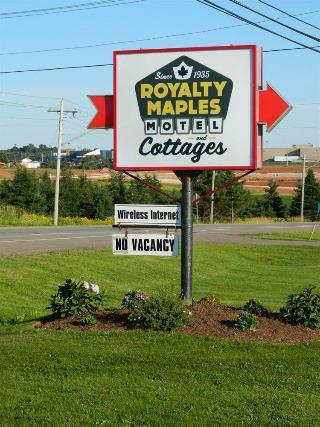 Since 1935
ROYALTY
MAPLES
MOTEL
and
Cottages
Wireless Internet
NO VACANCY